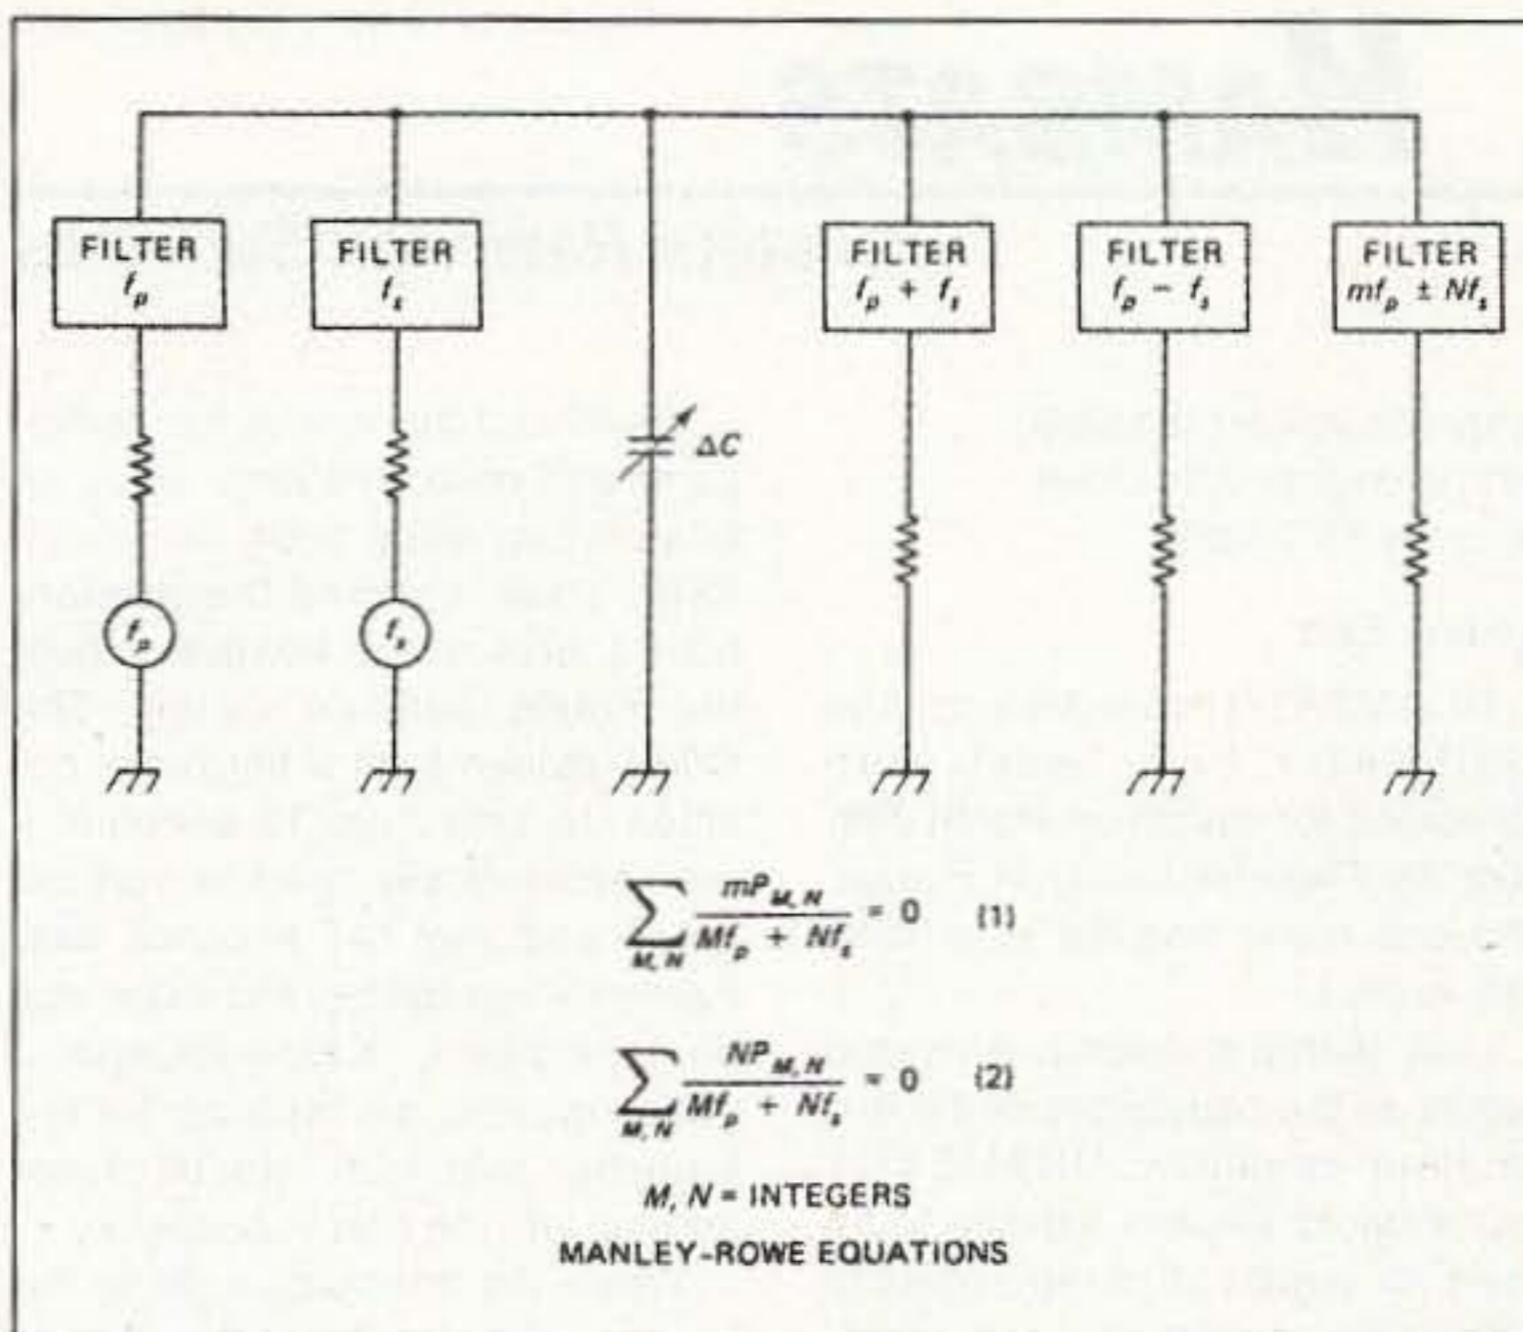 FILTER
fp
FILTER
fs
FILTER
fp + fs
FILTER
fp − fs
FILTER
mfp ± Nfs
ΔC
fp
fs
∑M,N mPM,N / Mfp + Nfs = 0 (1)
∑M,N NPM,N / Mfp + Nfs = 0 (2)
M, N = INTEGERS
MANLEY-ROWE EQUATIONS